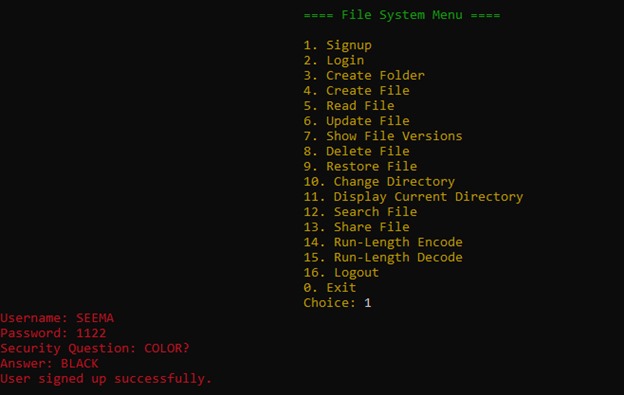 ==== File System Menu ====
1. Signup
2. Login
3. Create Folder
4. Create File
5. Read File
6. Update File
7. Show File Versions
8. Delete File
9. Restore File
10. Change Directory
11. Display Current Directory
12. Search File
13. Share File
14. Run-Length Encode
15. Run-Length Decode
16. Logout
0. Exit
Choice: 1
Username: SEEMA
Password: 1122
Security Question: COLOR?
Answer: BLACK
User signed up successfully.